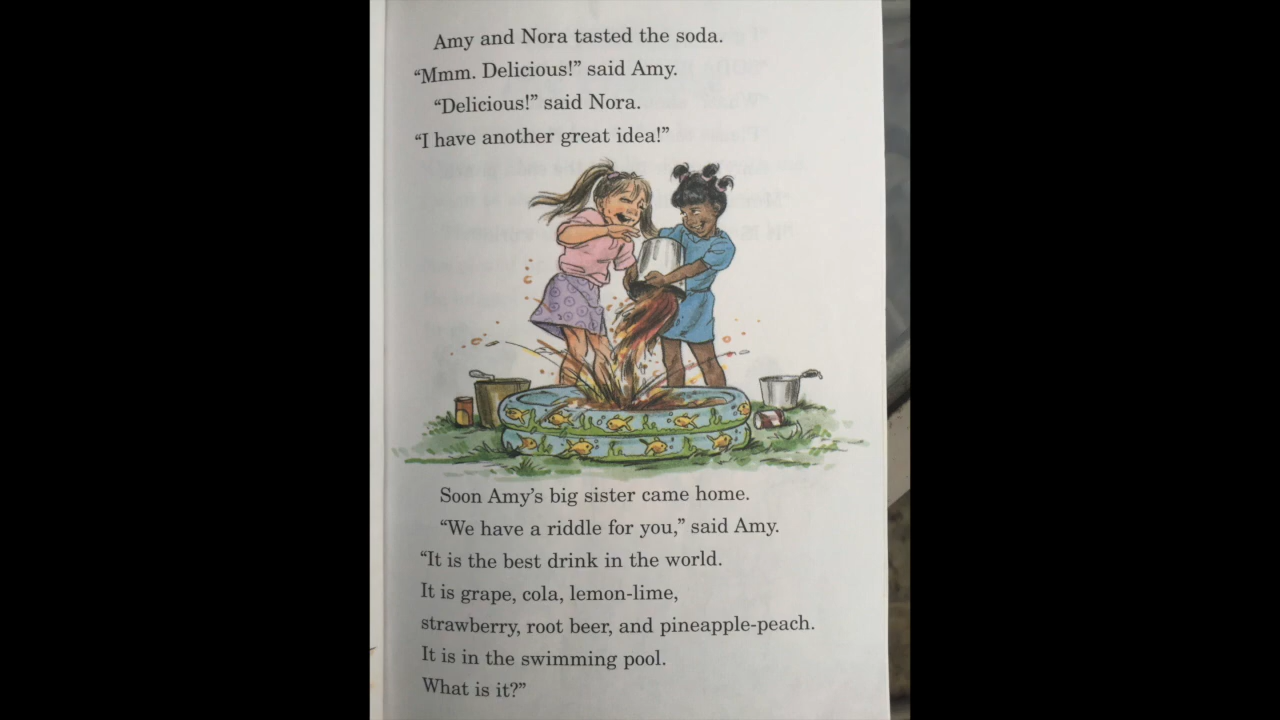 Amy and Nora tasted the soda.
“Mmm. Delicious!” said Amy.
“Delicious!” said Nora.
“I have another great idea!”
Soon Amy’s big sister came home.
“We have a riddle for you,” said Amy.
“It is the best drink in the world.
It is grape, cola, lemon-lime,
strawberry, root beer, and pineapple-peach.
It is in the swimming pool.
What is it?”